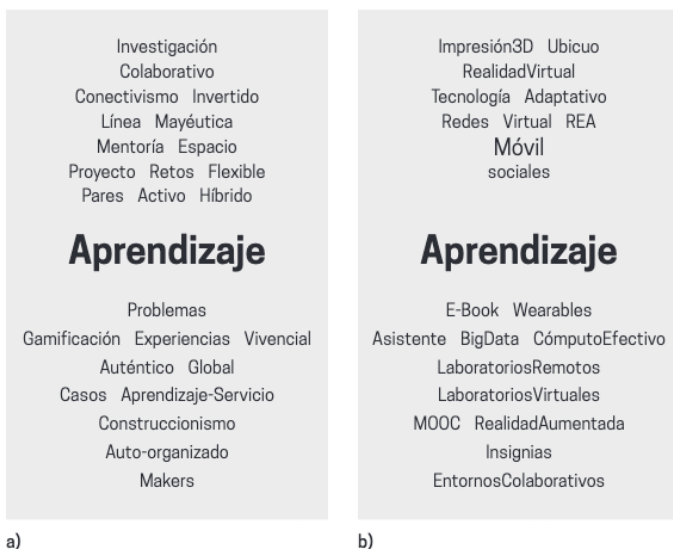 Investigación
Colaborativo
Conectivismo Invertido
Línea Mayéutica
Mentoría Espacio
Proyecto Retos Flexible
Pares Activo Híbrido
Aprendizaje
Problemas
Gamificación Experiencias Vivencial
Auténtico Global
Casos Aprendizaje-Servicio
Construccionismo
Auto-organizado
Makers
a)
Impresión3D Ubicuo
RealidadVirtual
Tecnología Adaptativo
Redes Virtual REA
Móvil
sociales
Aprendizaje
E-Book Wearables
Asistente BigData CómputoEfectivo
LaboratoriosRemotos
LaboratoriosVirtuales
MOOC RealidadAumentada
Insignias
EntornosColaborativos
b)